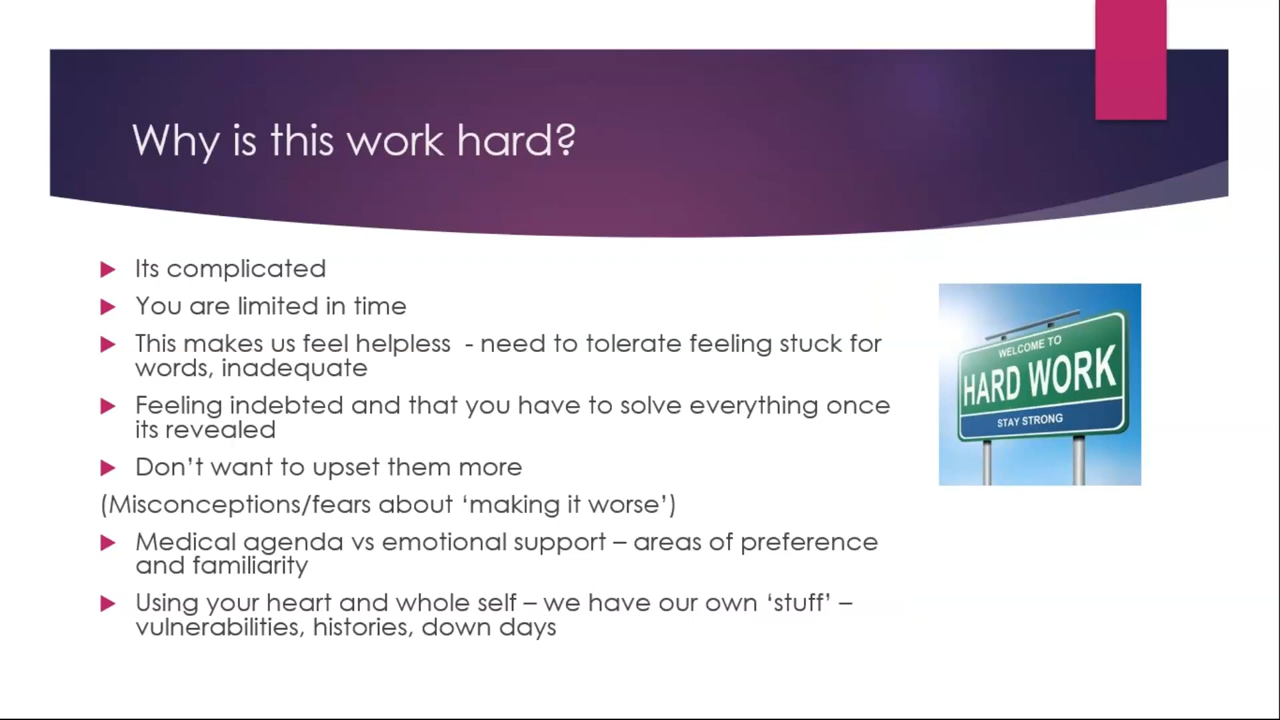 Why is this work hard?
Its complicated
You are limited in time
This makes us feel helpless  - need to tolerate feeling stuck for
words, inadequate
Feeling indebted and that you have to solve everything once
its revealed
Don’t want to upset them more
(Misconceptions/fears about ‘making it worse’)
Medical agenda vs emotional support – areas of preference
and familiarity
Using your heart and whole self – we have our own ‘stuff’ –
vulnerabilities, histories, down days
WELCOME TO
HARD WORK
STAY STRONG